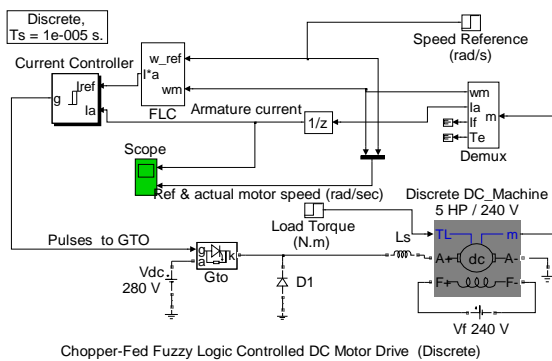 Discrete,
Ts = 1e-005 s.
Speed Reference
(rad/s)
Current Controller
g
Iref
Ia
w_ref
I*a
wm
FLC
Armature current
1/z
wm
Ia
If
Te
m
Demux
Scope
Ref & actual motor speed (rad/sec)
Load Torque
(N.m)
Discrete DC_Machine
5 HP / 240 V
TL
m
A+
dc
A-
F+
F-
Ls
Pulses to GTO
g
a
k
Gto
Vdc
280 V
D1
Vf 240 V
Chopper-Fed Fuzzy Logic Controlled DC Motor Drive (Discrete)